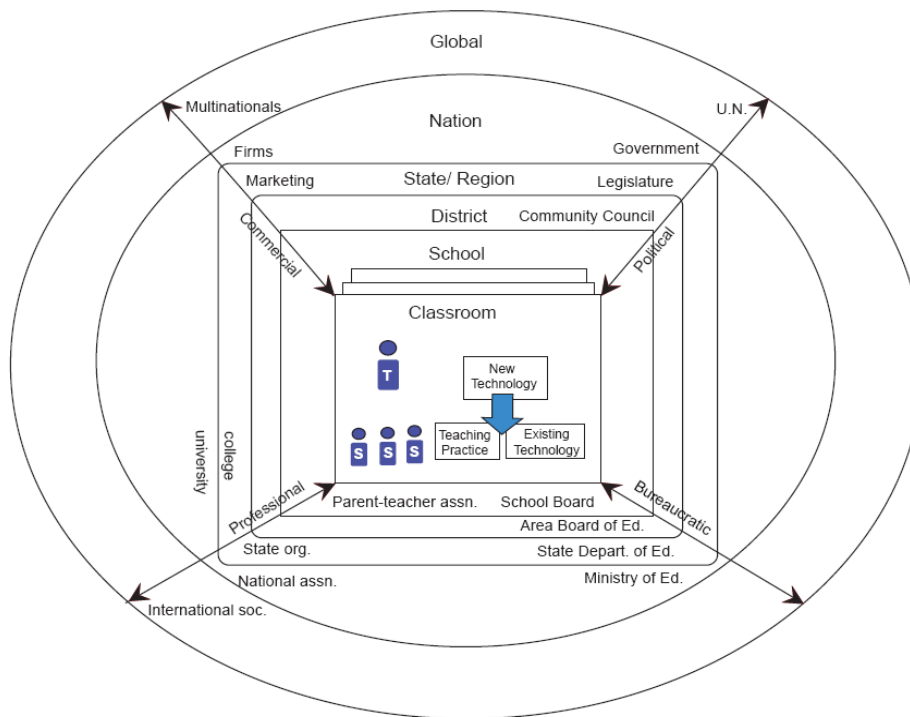 Global
Multinationals
U.N.
Nation
Firms
Government
Marketing
State/ Region
Legislature
District
Community Council
Commercial
School
Political
Classroom
T
New
Technology
S S S
Teaching
Practice
Existing
Technology
university
college
Professional
Parent-teacher assn.
School Board
Bureaucratic
Area Board of Ed.
State org.
State Depart. of Ed.
National assn.
Ministry of Ed.
International soc.